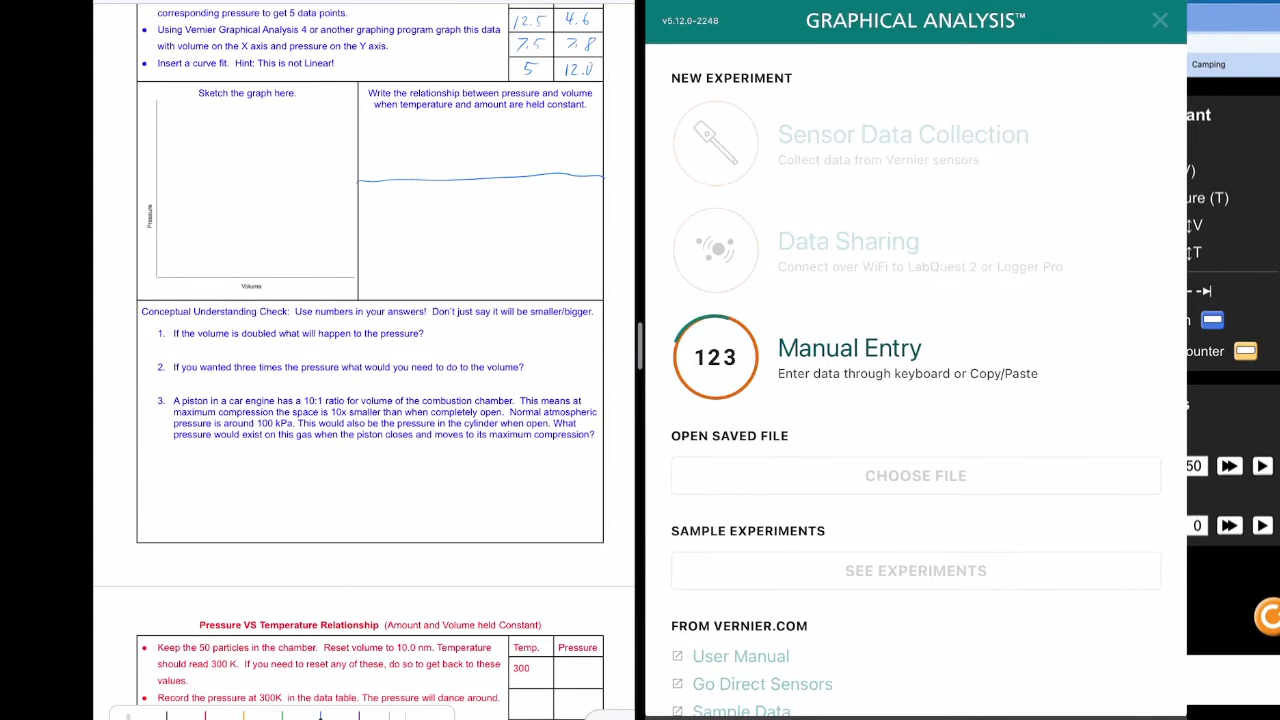 corresponding pressure to get 5 data points.
Using Vernier Graphical Analysis 4 or another graphing program graph this data
with volume on the X axis and pressure on the Y axis.
Insert a curve fit. Hint: This is not Linear!
12.5 4.6
7.5 7.8
5 12.0
Sketch the graph here.
Pressure
Volume
Write the relationship between pressure and volume
when temperature and amount are held constant.
Conceptual Understanding Check: Use numbers in your answers! Don't just say it will be smaller/bigger.
1. If the volume is doubled what will happen to the pressure?
2. If you wanted three times the pressure what would you need to do to the volume?
3. A piston in a car engine has a 10:1 ratio for volume of the combustion chamber. This means at
maximum compression the space is 10x smaller than when completely open. Normal atmospheric
pressure is around 100 kPa. This would also be the pressure in the cylinder when open. What
pressure would exist on this gas when the piston closes and moves to its maximum compression?
Pressure VS Temperature Relationship (Amount and Volume held Constant)
Keep the 50 particles in the chamber. Reset volume to 10.0 nm. Temperature
should read 300 K. If you need to reset any of these, do so to get back to these
values.
Record the pressure at 300K in the data table. The pressure will dance around.
Temp. Pressure
300
v5.12.0-2248
GRAPHICAL ANALYSIS™
NEW EXPERIMENT
Sensor Data Collection
Collect data from Vernier sensors
Data Sharing
Connect over WiFi to LabQuest 2 or Logger Pro
123
Manual Entry
Enter data through keyboard or Copy/Paste
OPEN SAVED FILE
CHOOSE FILE
SAMPLE EXPERIMENTS
SEE EXPERIMENTS
FROM VERNIER.COM
User Manual
Go Direct Sensors
Sample Data
Camping
ant
/)
ure (T)
↕V
↕T
n
ounter
s
50
0